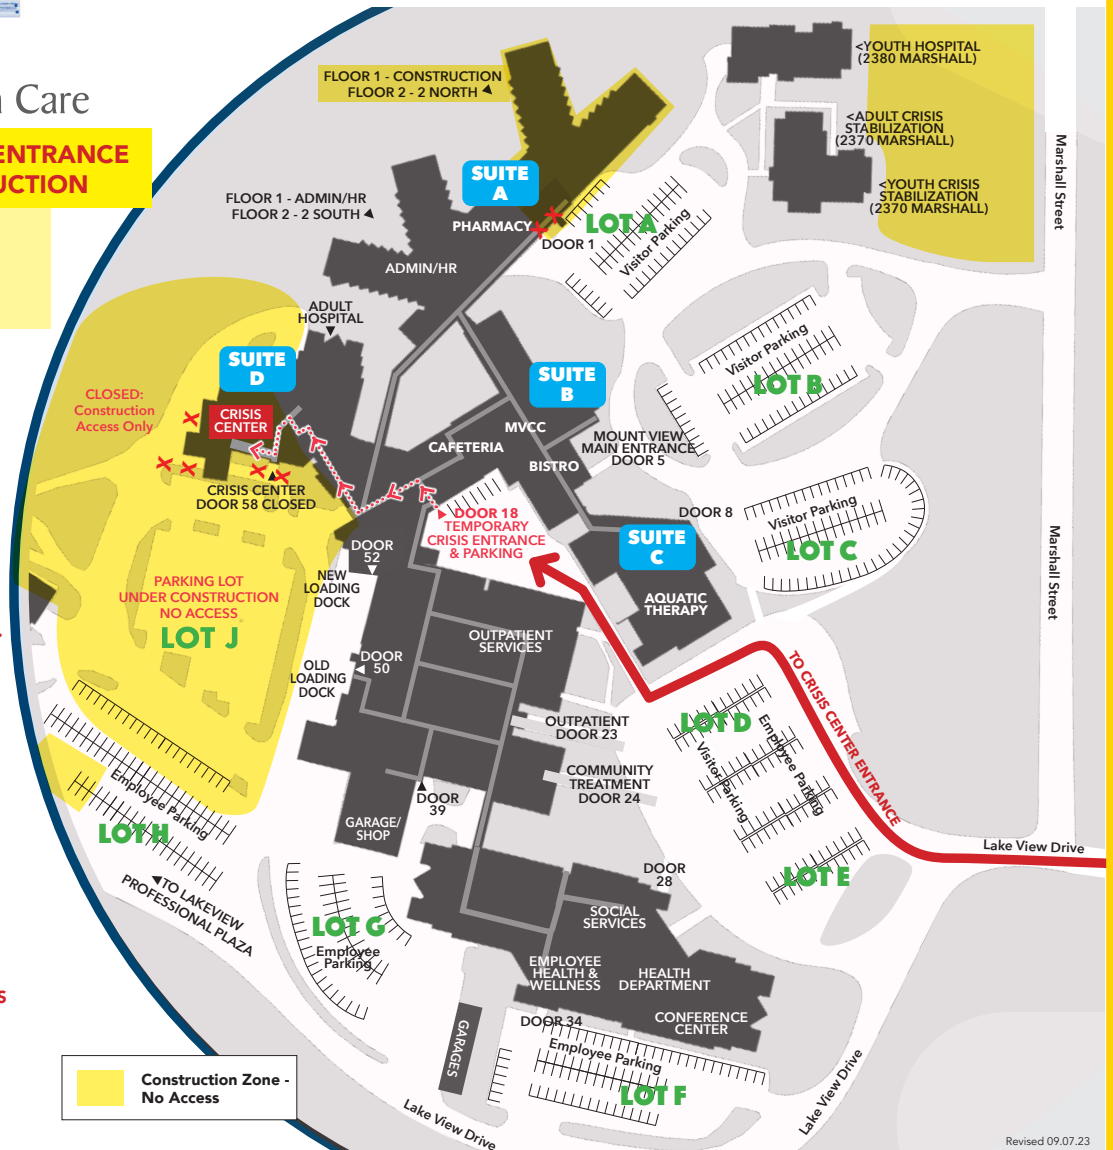 Care
ENTRANCE
FLOOR 1 - CONSTRUCTION
FLOOR 2 - 2 NORTH
<YOUTH HOSPITAL
(2380 MARSHALL)
<ADULT CRISIS
STABILIZATION
(2370 MARSHALL)
<YOUTH CRISIS
STABILIZATION
(2370 MARSHALL)
Marshall Street
SUITE
A
FLOOR 1 - ADMIN/HR
FLOOR 2 - 2 SOUTH
PHARMACY
DOOR 1
LOT A
Visitor Parking
ADMIN/HR
ADULT
HOSPITAL
SUITE
D
CLOSED:
Construction
Access Only
CRISIS
CENTER
CRISIS CENTER
DOOR 58 CLOSED
SUITE
B
MVCC
CAFETERIA
BISTRO
MOUNT VIEW
MAIN ENTRANCE
DOOR 5
Visitor Parking
LOT B
DOOR 8
Visitor Parking
LOT C
DOOR 18
TEMPORARY
CRISIS ENTRANCE
& PARKING
SUITE
C
AQUATIC
THERAPY
Marshall Street
DOOR
52
NEW
LOADING
DOCK
PARKING LOT
UNDER CONSTRUCTION
NO ACCESS
LOT J
OUTPATIENT
SERVICES
DOOR
50
OLD
LOADING
DOCK
TO CRISIS CENTER ENTRANCE
OUTPATIENT
DOOR 23
LOT D
Visitor Parking
Employee Parking
COMMUNITY
TREATMENT
DOOR 24
DOOR
39
GARAGE/
SHOP
Employee Parking
LOT H
Lake View Drive
LOT E
DOOR
28
TO LAKEVIEW
PROFESSIONAL PLAZA
LOT G
Employee
Parking
SOCIAL
SERVICES
EMPLOYEE
HEALTH &
WELLNESS
HEALTH
DEPARTMENT
CONFERENCE
CENTER
DOOR 34
GARAGES
Employee Parking
LOT F
Construction Zone -
No Access
Lake View Drive
Lake View Drive
Revised 09.07.23